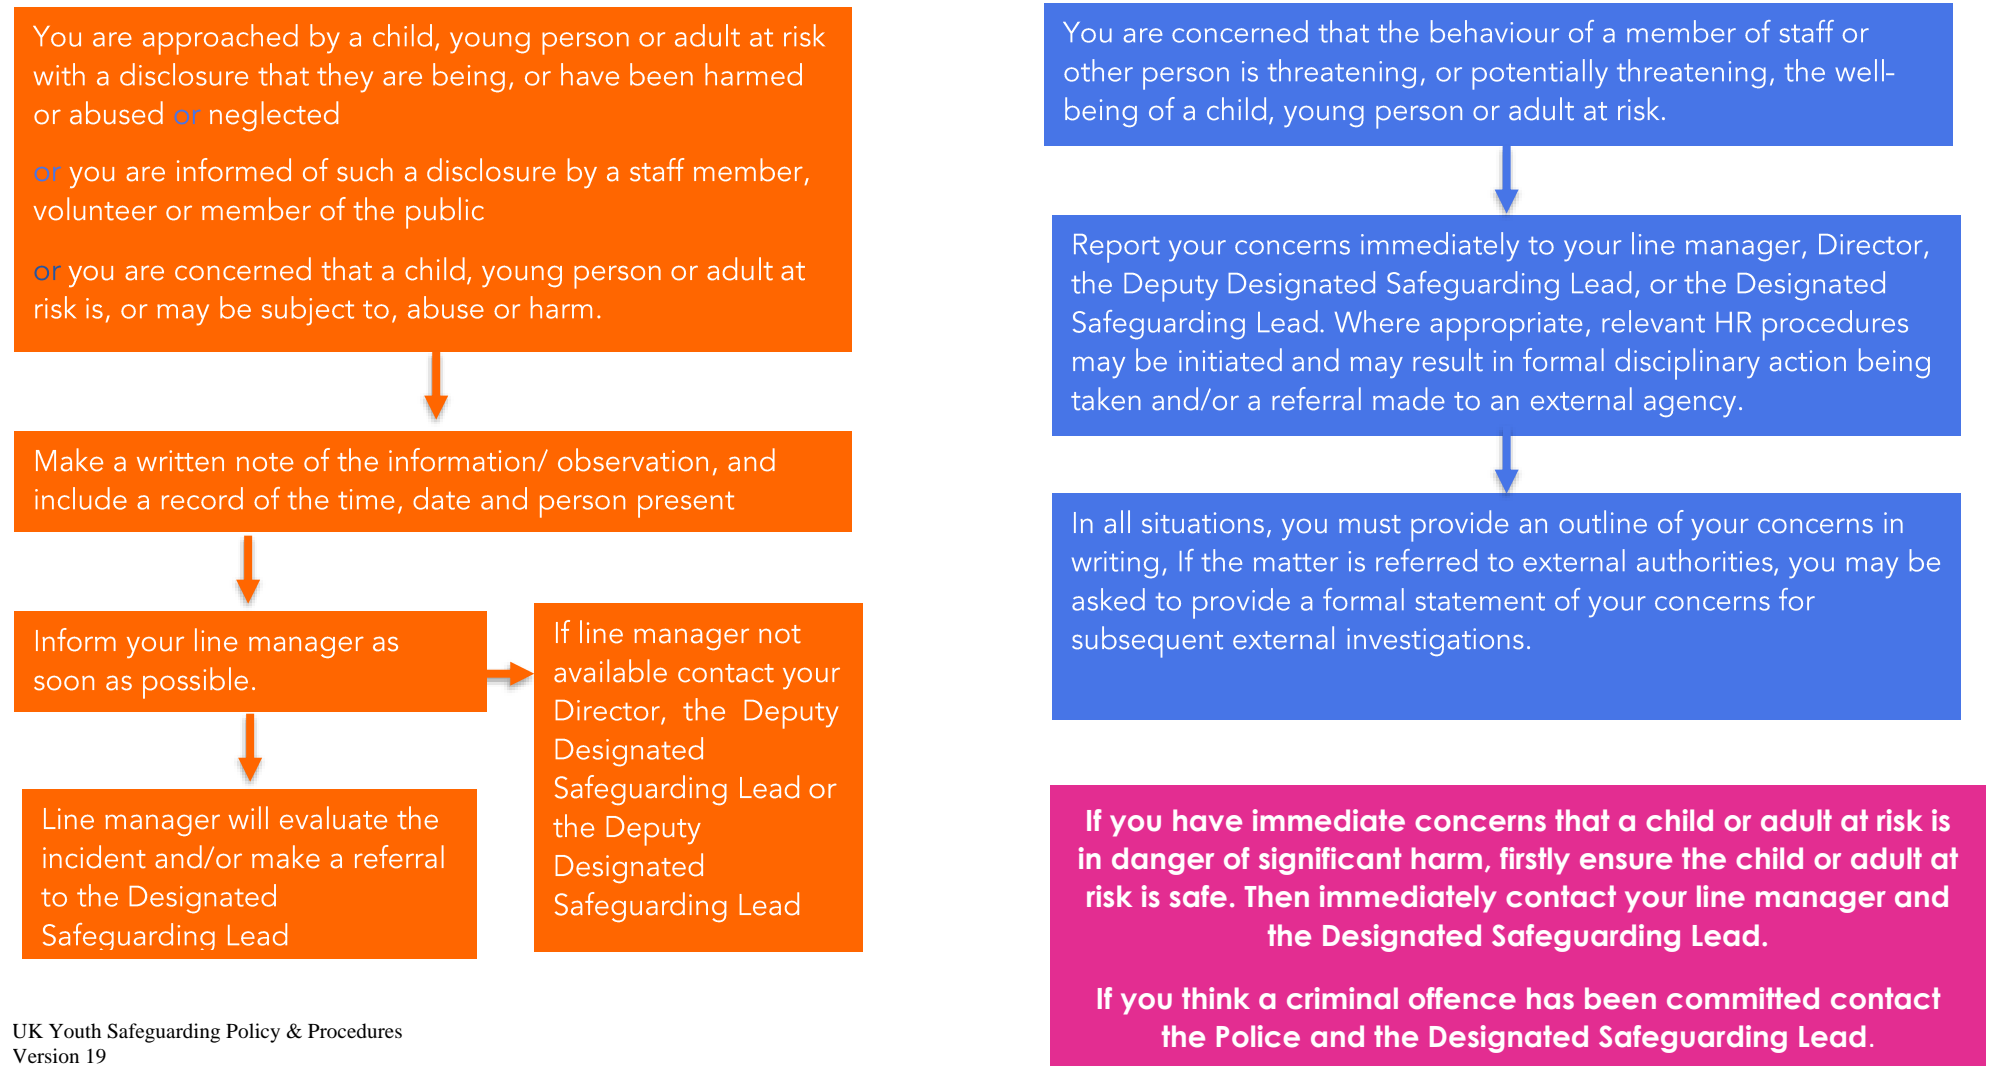 You are approached by a child, young person or adult at risk
with a disclosure that they are being, or have been harmed
or abused or neglected
or you are informed of such a disclosure by a staff member,
volunteer or member of the public
or you are concerned that a child, young person or adult at
risk is, or may be subject to, abuse or harm.
Make a written note of the information/ observation, and
include a record of the time, date and person present
Inform your line manager as
soon as possible.
If line manager not
available contact your
Director, the Deputy
Designated
Safeguarding Lead or
the Deputy
Designated
Safeguarding Lead
Line manager will evaluate the
incident and/or make a referral
to the Designated
Safeguarding Lead
You are concerned that the behaviour of a member of staff or
other person is threatening, or potentially threatening, the well-
being of a child, young person or adult at risk.
Report your concerns immediately to your line manager, Director,
the Deputy Designated Safeguarding Lead, or the Designated
Safeguarding Lead. Where appropriate, relevant HR procedures
may be initiated and may result in formal disciplinary action being
taken and/or a referral made to an external agency.
In all situations, you must provide an outline of your concerns in
writing, If the matter is referred to external authorities, you may be
asked to provide a formal statement of your concerns for
subsequent external investigations.
If you have immediate concerns that a child or adult at risk is
in danger of significant harm, firstly ensure the child or adult at
risk is safe. Then immediately contact your line manager and
the Designated Safeguarding Lead.
If you think a criminal offence has been committed contact
the Police and the Designated Safeguarding Lead.
UK Youth Safeguarding Policy & Procedures
Version 19